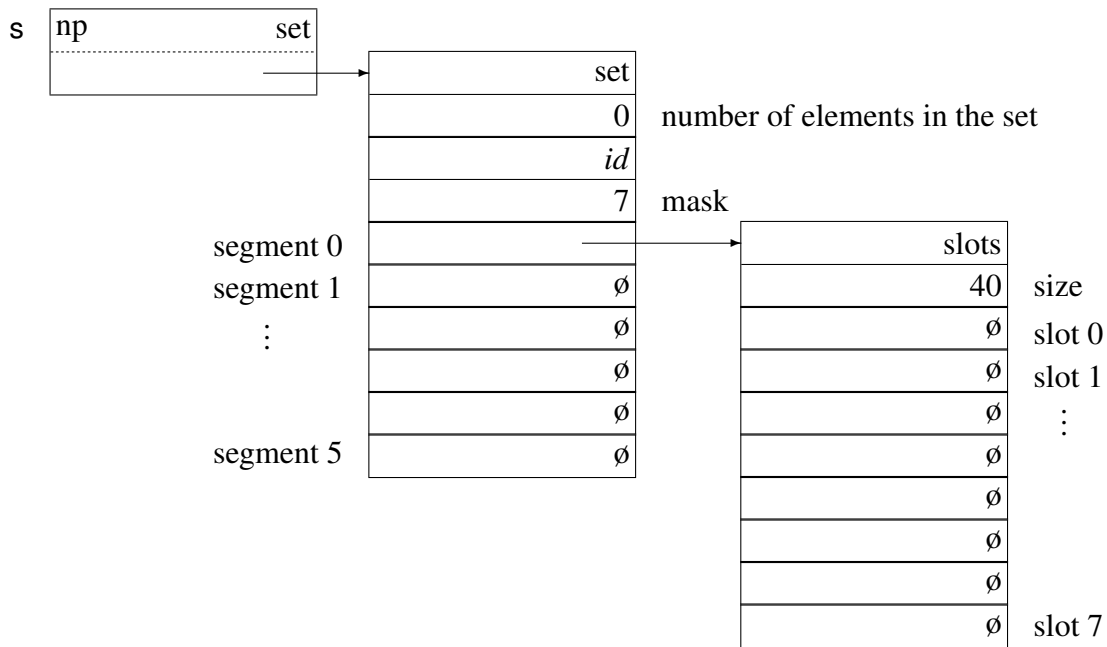 s np set
set
0 number of elements in the set
id
7 mask
segment 0 slots
segment 1 ø 40 size
⋮ ø ø slot 0
ø ø slot 1
ø ø ⋮
segment 5 ø ø
ø
ø
ø
ø slot 7